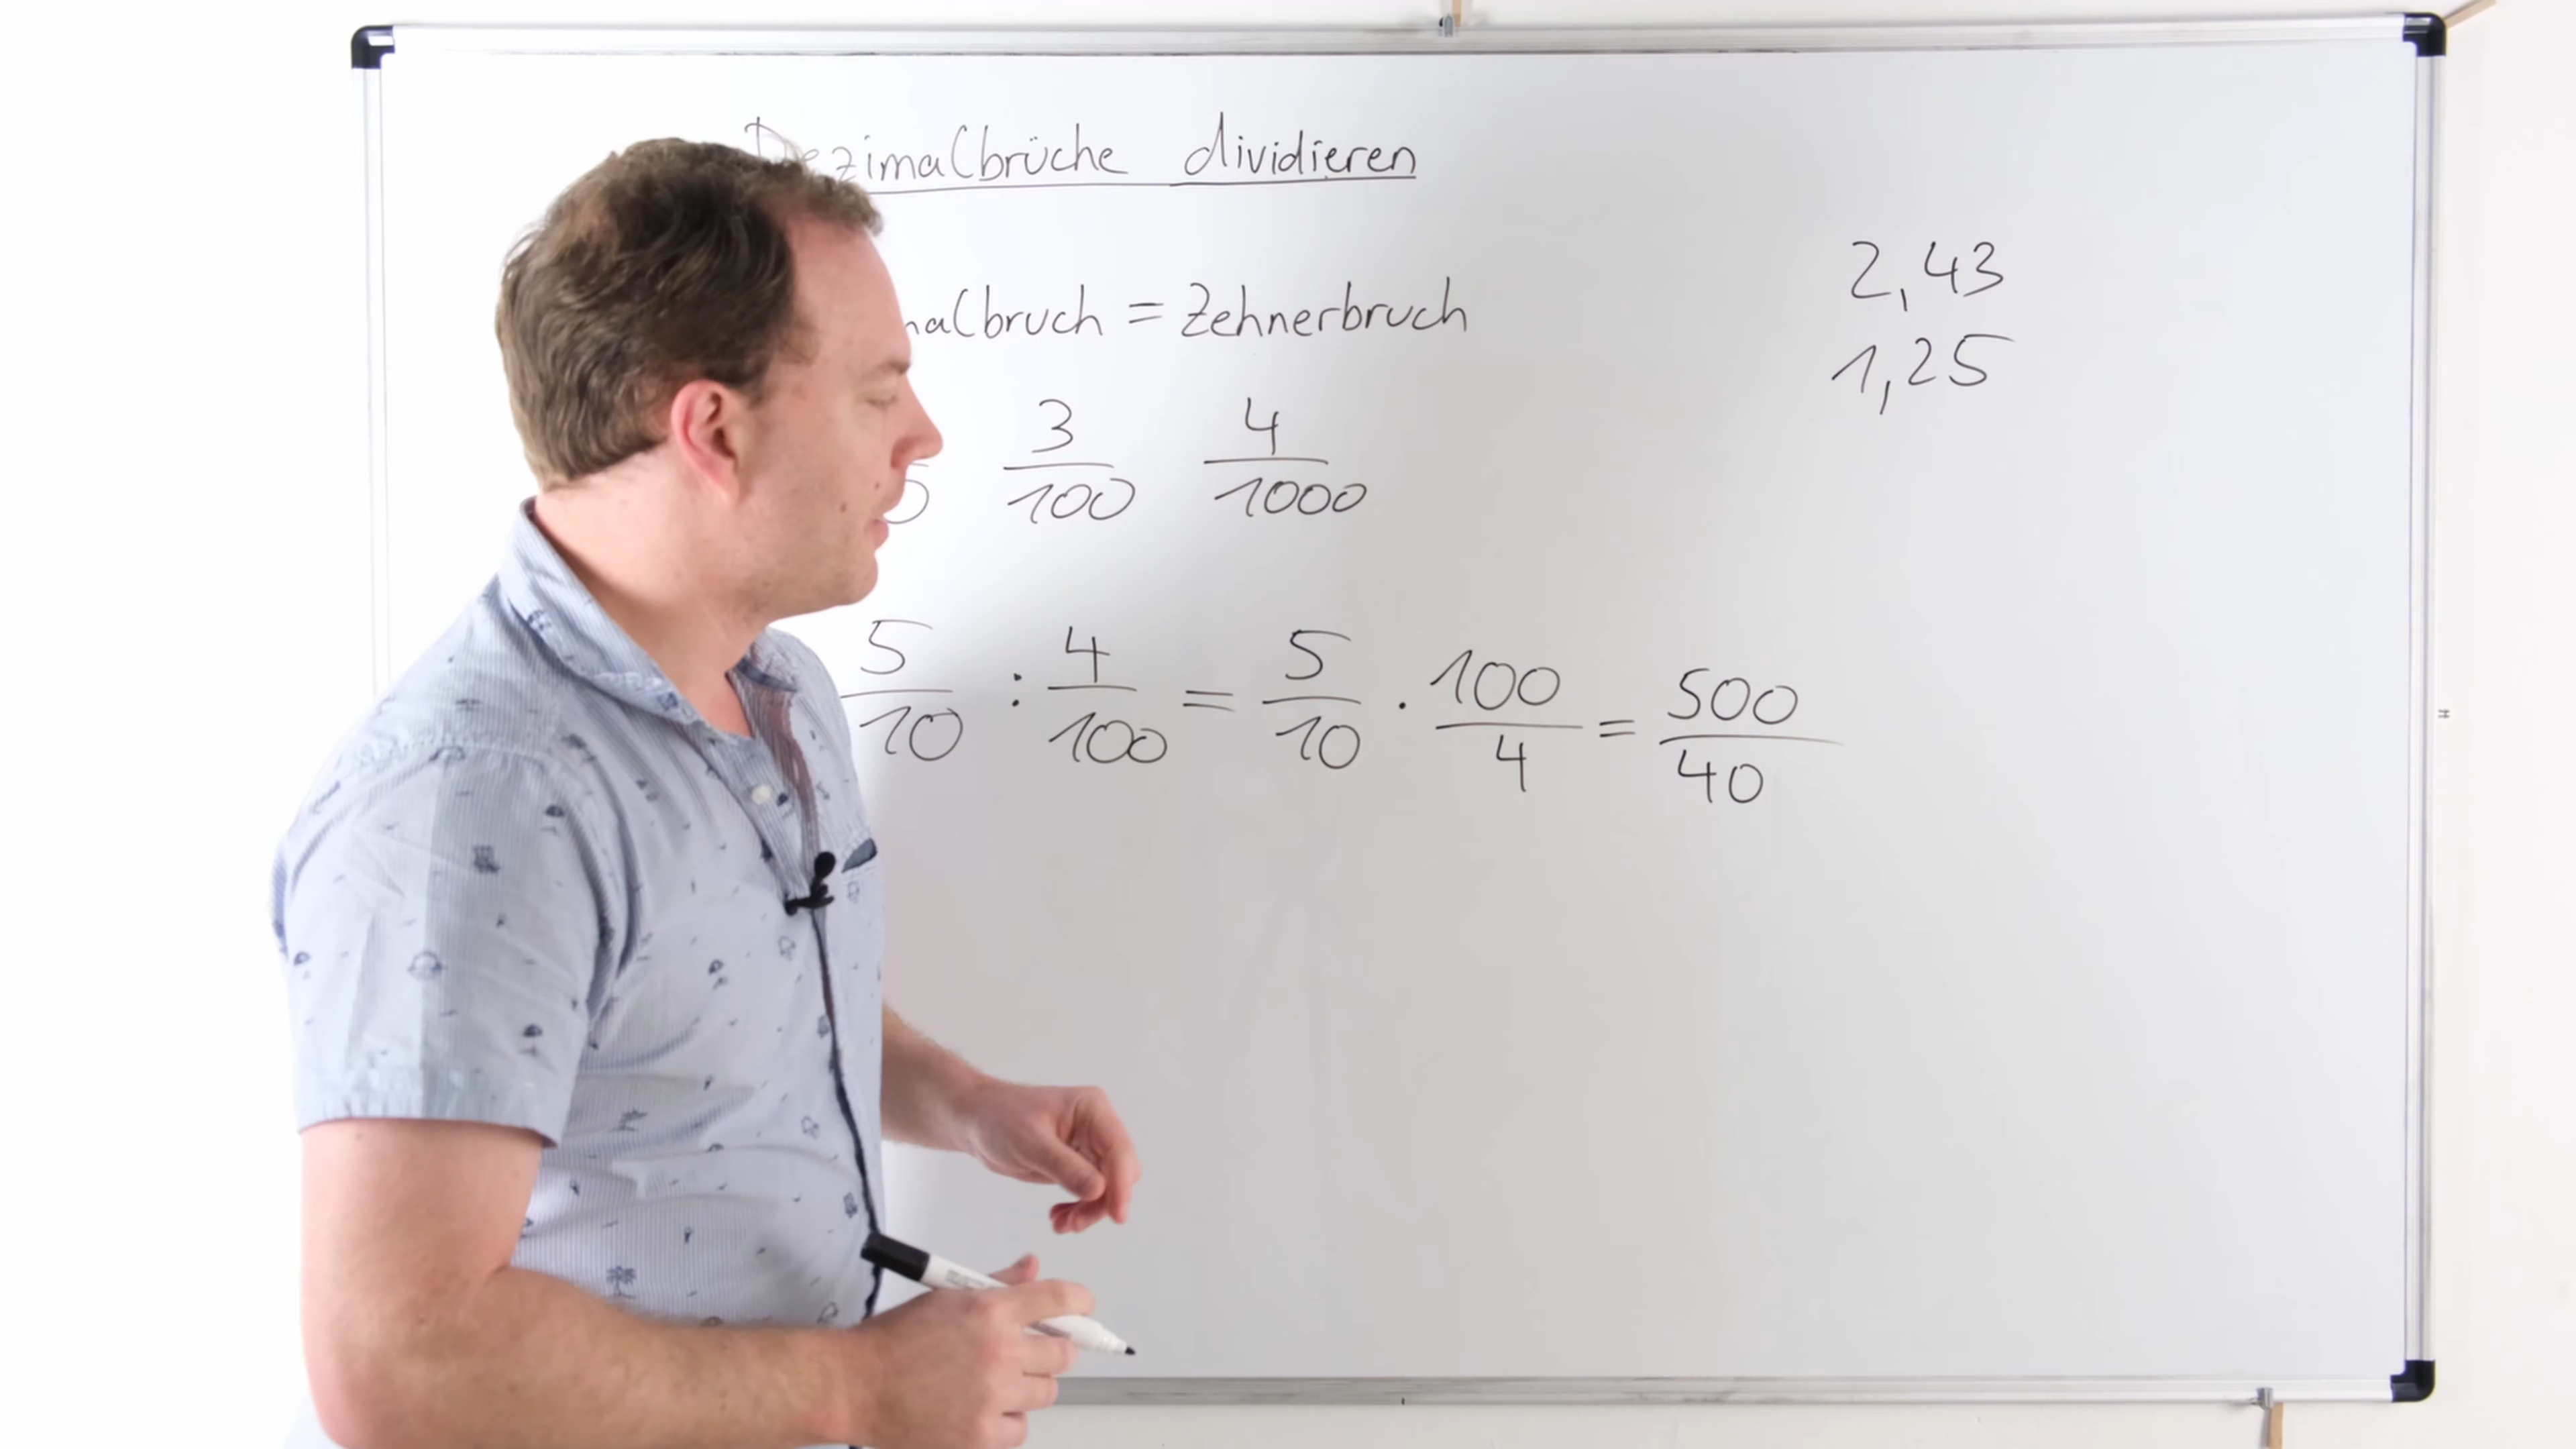 Dezimalbrüche dividieren
2,43
malbruch = Zehnerbruch
1,25
3/100 4/1000
5/10 : 4/100 = 5/10 · 100/4 = 500/40